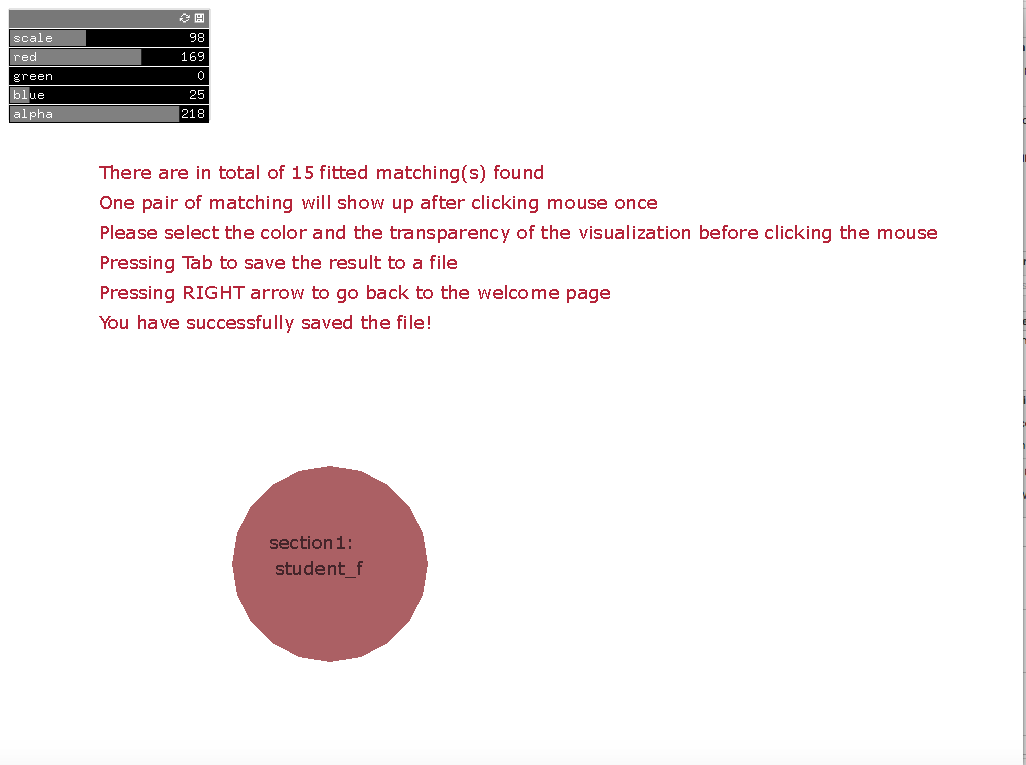 scale 98
red 169
green 0
blue 25
alpha 218
There are in total of 15 fitted matching(s) found
One pair of matching will show up after clicking mouse once
Please select the color and the transparency of the visualization before clicking the mouse
Pressing Tab to save the result to a file
Pressing RIGHT arrow to go back to the welcome page
You have successfully saved the file!
section1:
student_f